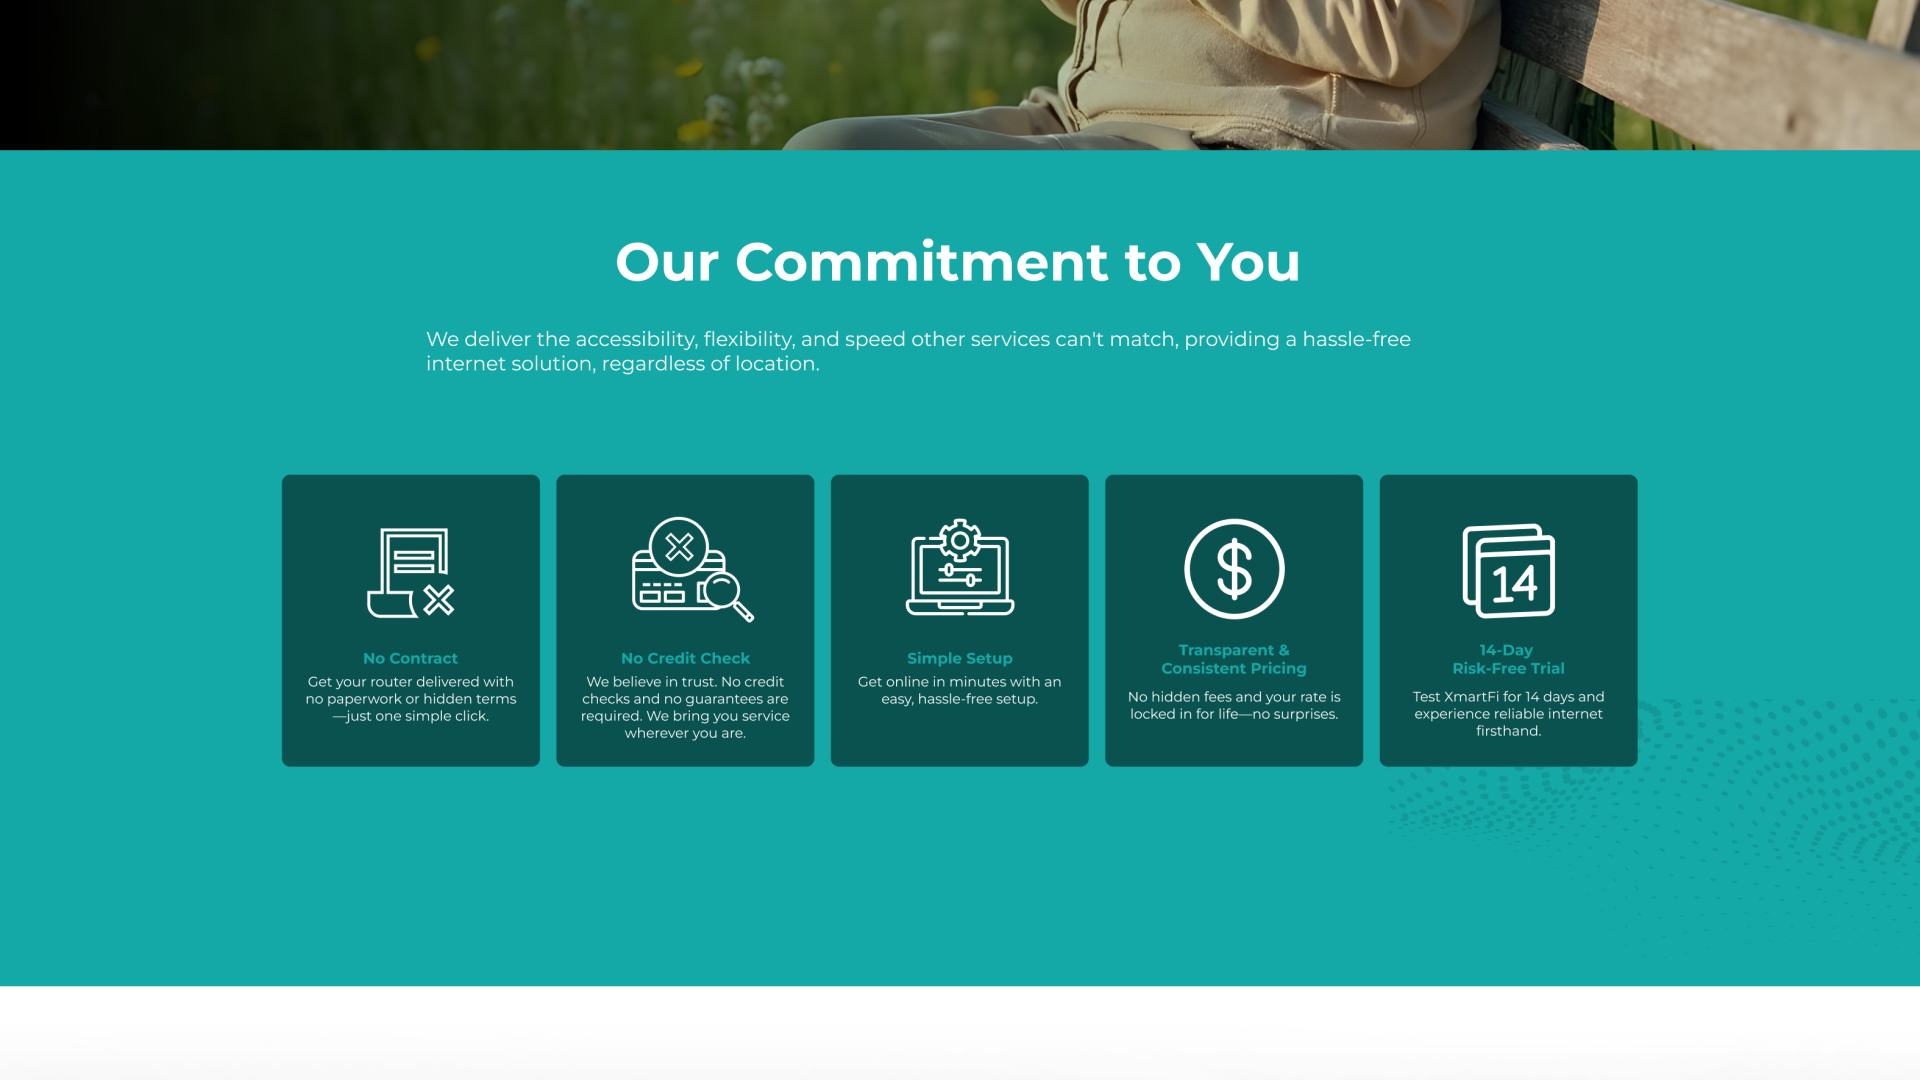 Our Commitment to You
We deliver the accessibility, flexibility, and speed other services can't match, providing a hassle-free
internet solution, regardless of location.
No Contract
Get your router delivered with
no paperwork or hidden terms
—just one simple click.
No Credit Check
We believe in trust. No credit
checks and no guarantees are
required. We bring you service
wherever you are.
Simple Setup
Get online in minutes with an
easy, hassle-free setup.
Transparent &
Consistent Pricing
No hidden fees and your rate is
locked in for life—no surprises.
14
14-Day
Risk-Free Trial
Test XmartFi for 14 days and
experience reliable internet
firsthand.